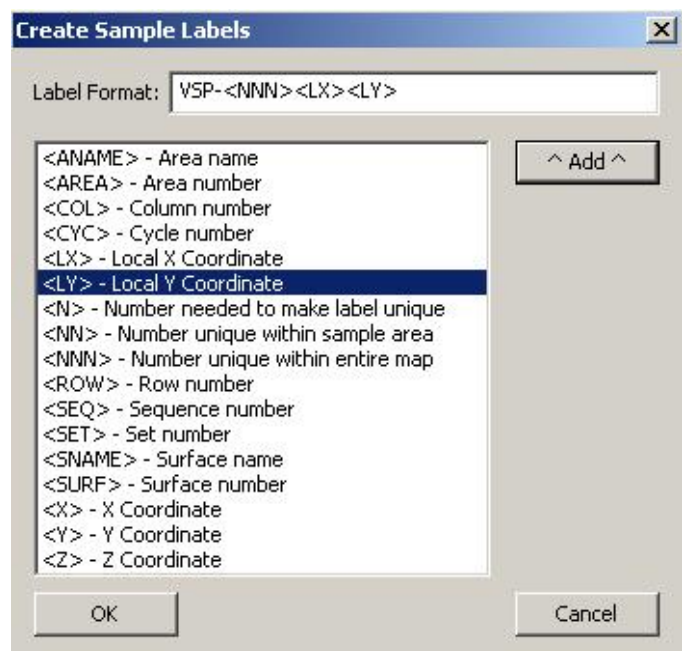 Create Sample Labels
Label Format: VSP-<NNN><LX><LY>
<ANAME> - Area name
<AREA> - Area number
<COL> - Column number
<CYC> - Cycle number
<LX> - Local X Coordinate
<LY> - Local Y Coordinate
<N> - Number needed to make label unique
<NN> - Number unique within sample area
<NNN> - Number unique within entire map
<ROW> - Row number
<SEQ> - Sequence number
<SET> - Set number
<SNAME> - Surface name
<SURF> - Surface number
<X> - X Coordinate
<Y> - Y Coordinate
<Z> - Z Coordinate
^ Add ^
OK
Cancel